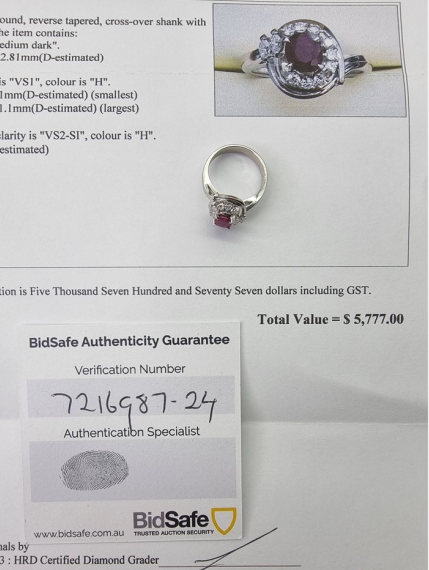 ound, reverse tapered, cross-over shank with
he item contains:
edium dark".
2.81mm(D-estimated)
is "VS1", colour is "H".
1mm(D-estimated) (smallest)
1.1mm(D-estimated) (largest)
larity is "VS2-SI", colour is "H".
estimated)
tion is Five Thousand Seven Hundred and Seventy Seven dollars including GST.
Total Value = $ 5,777.00
BidSafe Authenticity Guarantee
Verification Number
7216987-24
Authentication Specialist
www.bidsafe.com.au
BidSafe
TRUSTED AUCTION SECURITY
nals by
3 : HRD Certified Diamond Grader